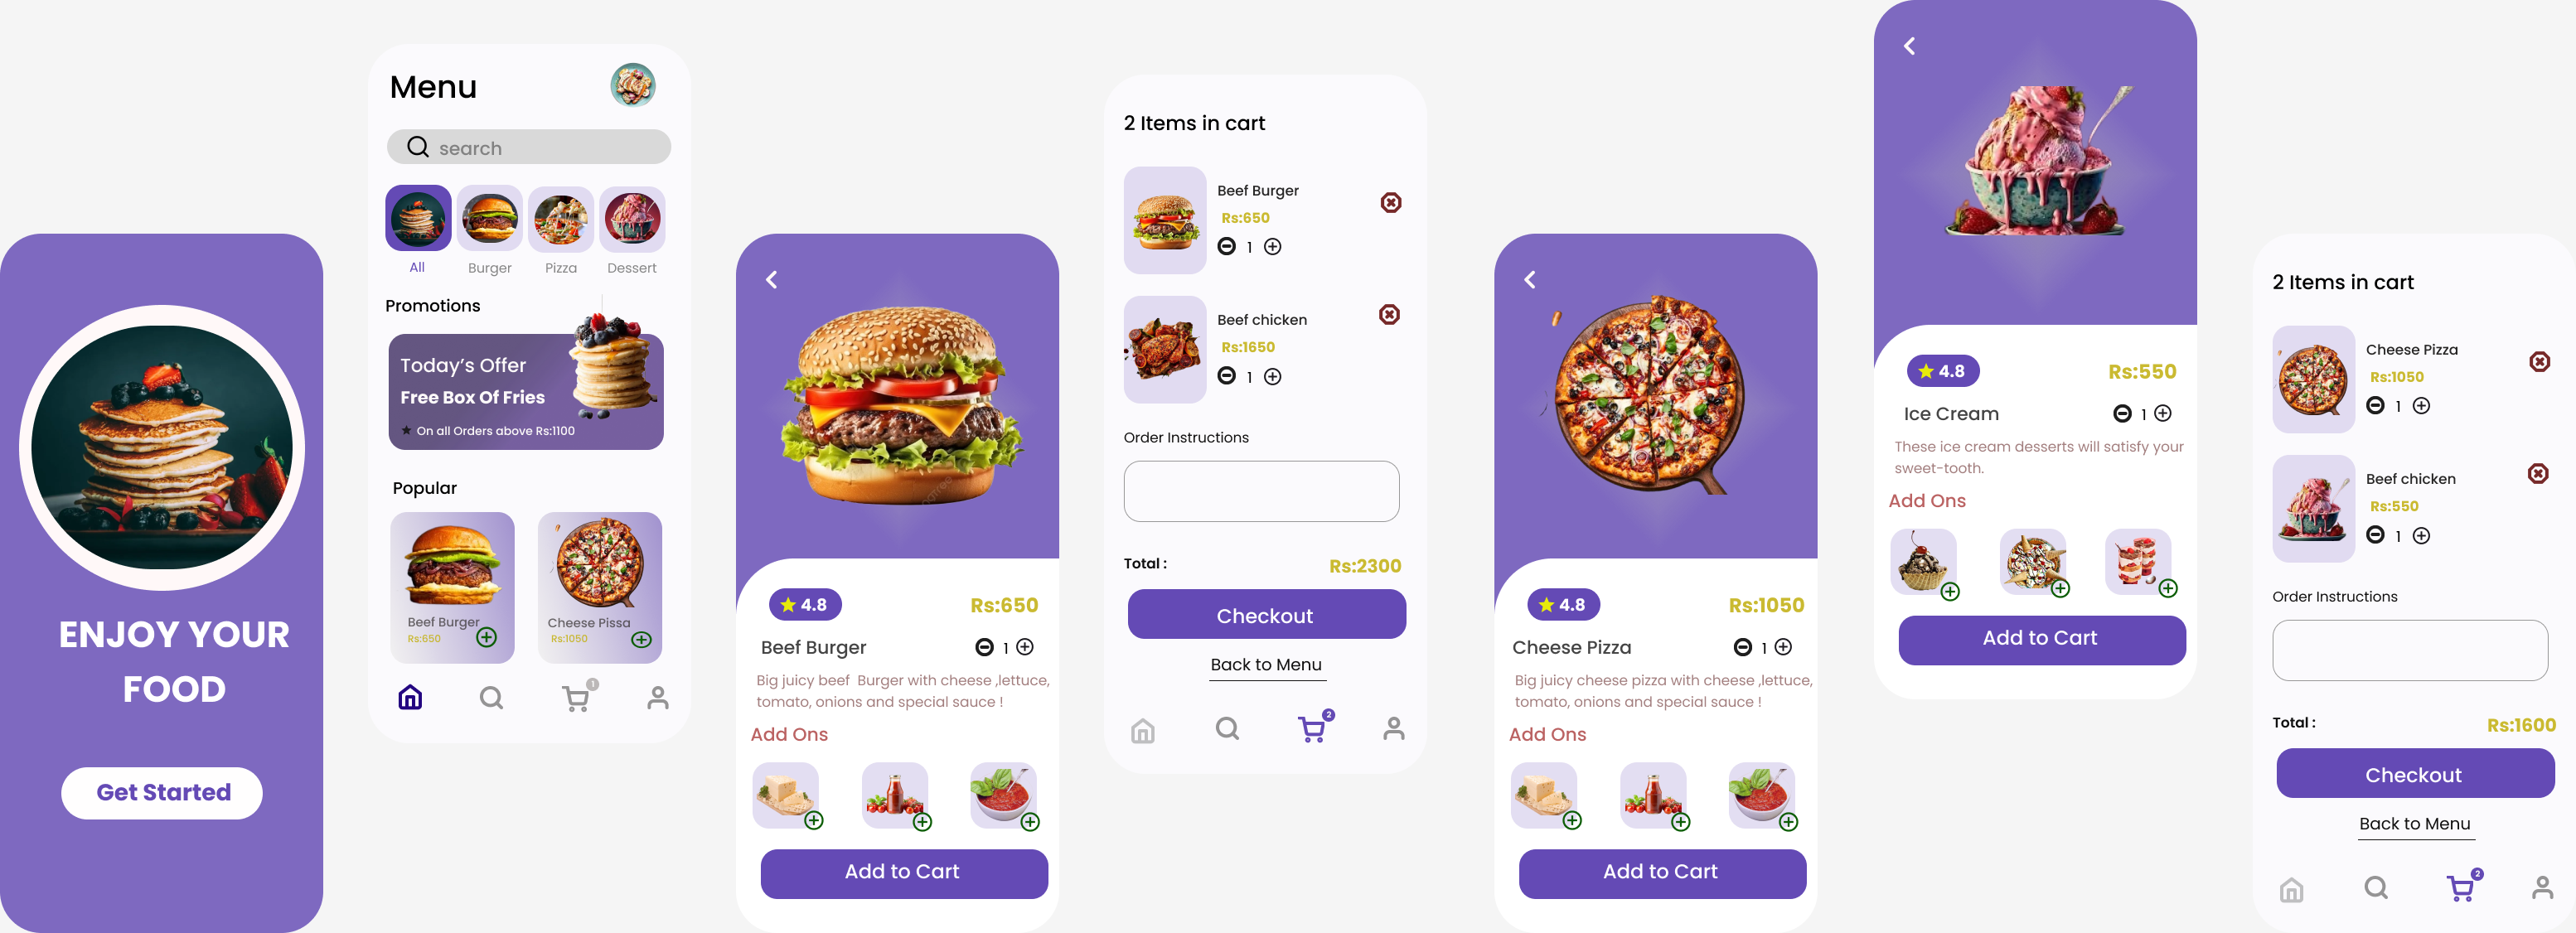 ENJOY YOUR
FOOD
Get Started
Menu
search
All
Burger
Pizza
Dessert
Promotions
Today's Offer
Free Box Of Fries
On all Orders above Rs:1100
Popular
Beef Burger
Rs:650
Cheese Pissa
Rs:1050
1
4.8
Rs:650
Beef Burger
1
Big juicy beef Burger with cheese ,lettuce,
tomato, onions and special sauce !
Add Ons
Add to Cart
2 Items in cart
Beef Burger
Rs:650
1
Beef chicken
Rs:1650
1
Order Instructions
Total :
Rs:2300
Checkout
Back to Menu
2
4.8
Rs:1050
Cheese Pizza
1
Big juicy cheese pizza with cheese ,lettuce,
tomato, onions and special sauce !
Add Ons
Add to Cart
4.8
Rs:550
Ice Cream
1
These ice cream desserts will satisfy your
sweet-tooth.
Add Ons
Add to Cart
2 Items in cart
Cheese Pizza
Rs:1050
1
Beef chicken
Rs:550
1
Order Instructions
Total :
Rs:1600
Checkout
Back to Menu
2